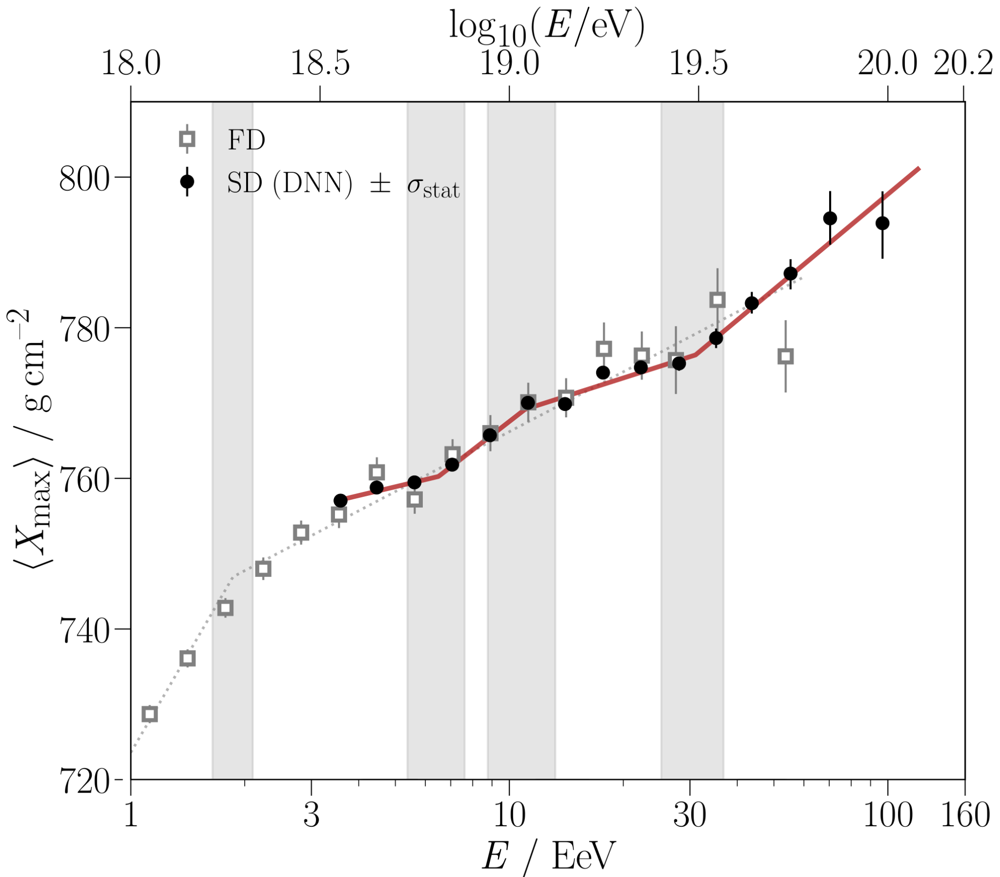 log₁₀(E/eV)
18.0 18.5 19.0 19.5 20.0 20.2
FD
SD (DNN) ± σstat
800
780
760
740
720
⟨Xmax⟩ / g cm⁻²
1 3 10 30 100 160
E / EeV